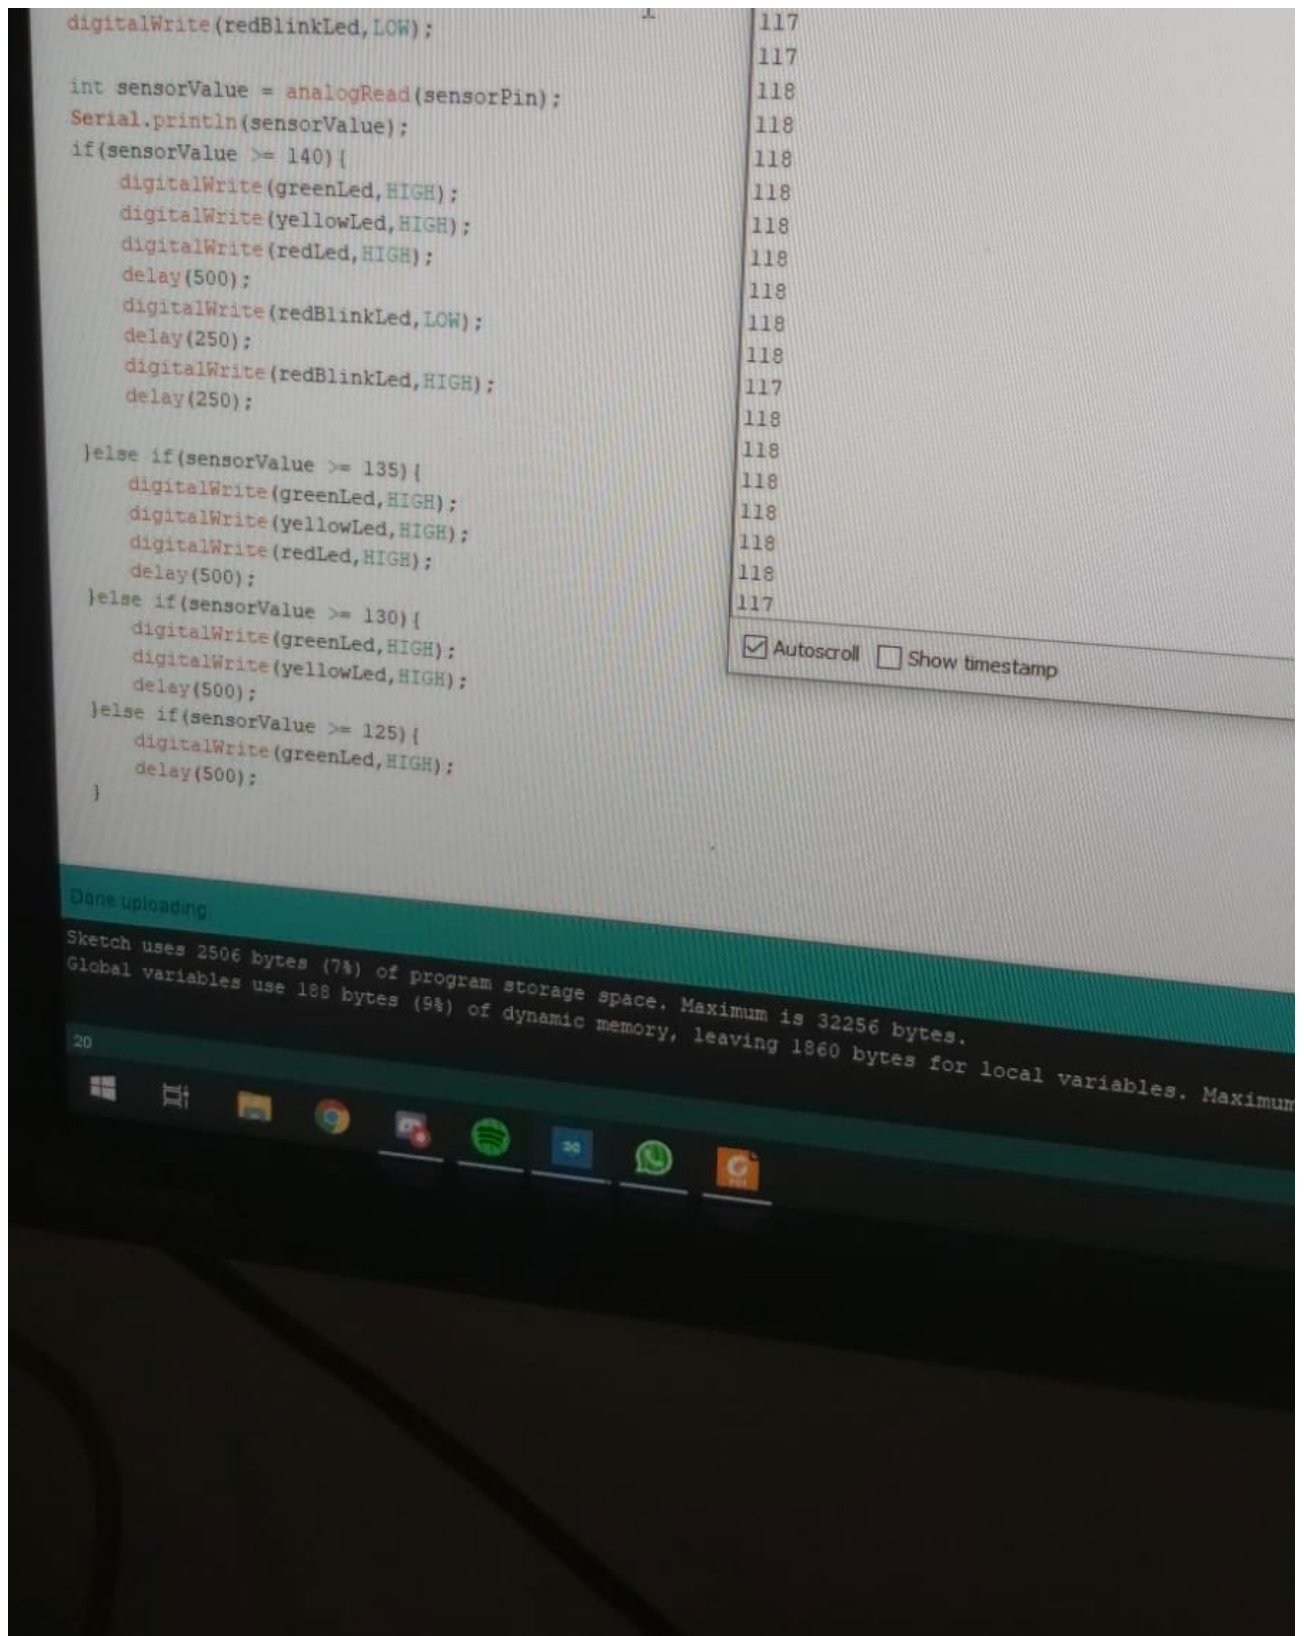 digitalWrite(redBlinkLed,LOW);
int sensorValue = analogRead(sensorPin);
Serial.println(sensorValue);
if(sensorValue >= 140){
digitalWrite(greenLed,HIGH);
digitalWrite(yellowLed,HIGH);
digitalWrite(redLed,HIGH);
delay(500);
digitalWrite(redBlinkLed,LOW);
delay(250);
digitalWrite(redBlinkLed,HIGH);
delay(250);
}else if(sensorValue >= 135){
digitalWrite(greenLed,HIGH);
digitalWrite(yellowLed,HIGH);
digitalWrite(redLed,HIGH);
delay(500);
}else if(sensorValue >= 130){
digitalWrite(greenLed,HIGH);
digitalWrite(yellowLed,HIGH);
delay(500);
}else if(sensorValue >= 125){
digitalWrite(greenLed,HIGH);
delay(500);
}
117
117
118
118
118
118
118
118
118
118
118
117
118
118
118
118
118
118
117
Autoscroll Show timestamp
Done uploading
Sketch uses 2506 bytes (7%) of program storage space. Maximum is 32256 bytes.
Global variables use 188 bytes (9%) of dynamic memory, leaving 1860 bytes for local variables. Maximum
20
PDF